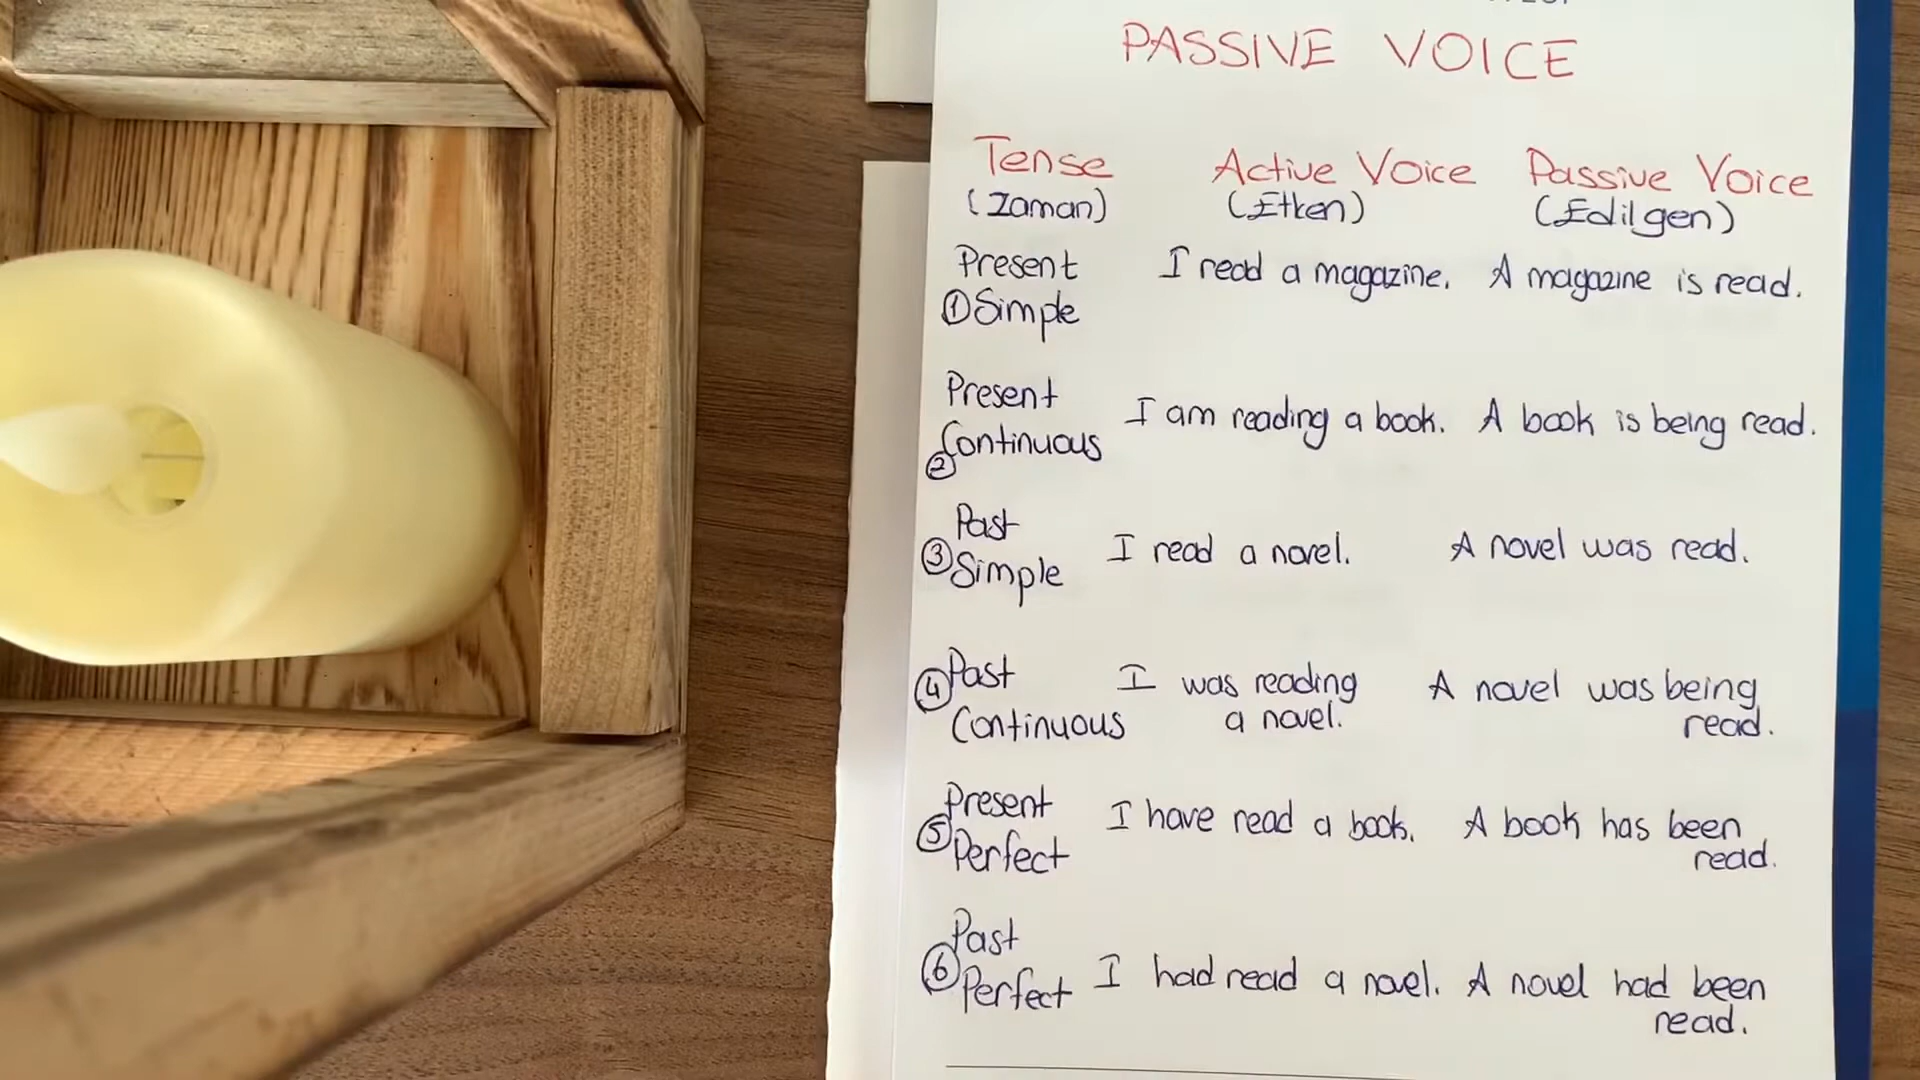 PASSIVE VOICE
Tense Active Voice Passive Voice
(Zaman) (Etken) (Edilgen)
Present I read a magazine. A magazine is read.
① Simple
Present I am reading a book. A book is being read.
② Continuous
Past
③ Simple I read a novel. A novel was read.
④ Past I was reading A novel was being
Continuous a novel. read.
Present I have read a book. A book has been
⑤ Perfect read.
Past
⑥ Perfect I had read a novel. A novel had been
read.